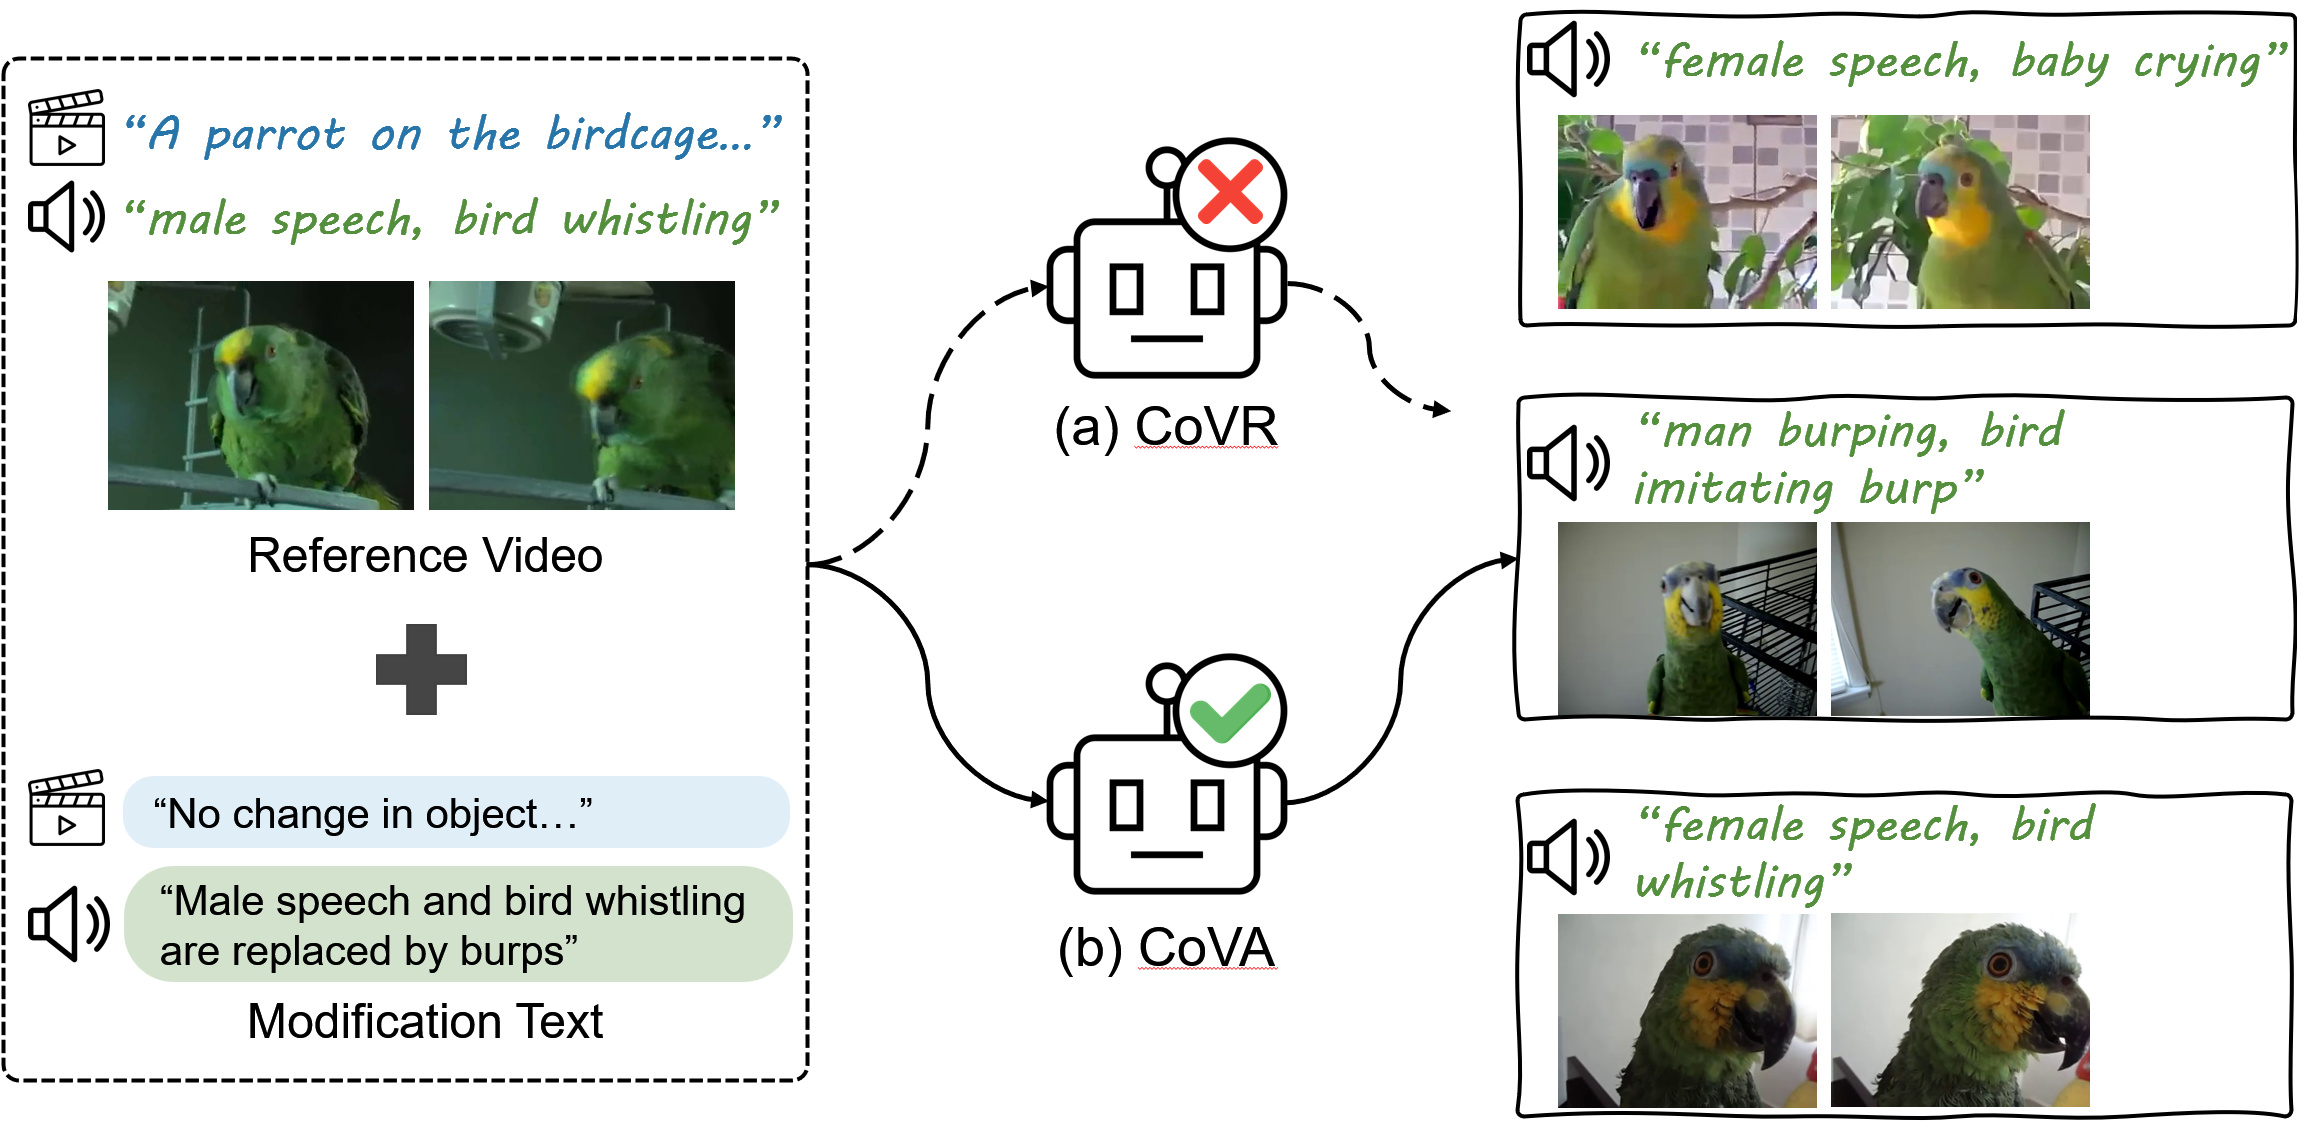 “A parrot on the birdcage...”
“male speech, bird whistling”
Reference Video
“No change in object…”
“Male speech and bird whistling
are replaced by burps”
Modification Text
(a) CoVR
(b) CoVA
“female speech, baby crying”
“man burping, bird
imitating burp”
“female speech, bird
whistling”